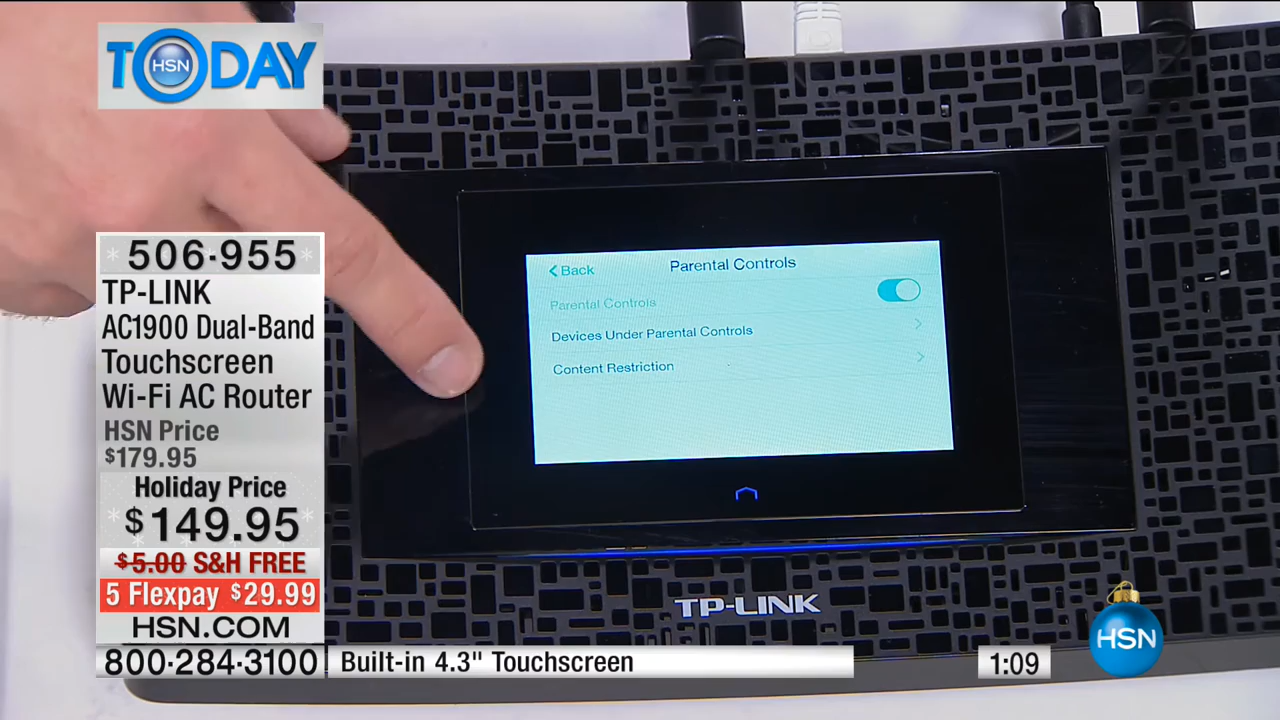 HSN
TODAY
506-955
TP-LINK
AC1900 Dual-Band
Touchscreen
Wi-Fi AC Router
HSN Price
$179.95
Holiday Price
$149.95
$5.00 S&H FREE
5 Flexpay $29.99
HSN.COM
800·284·3100
Built-in 4.3" Touchscreen
1:09
HSN
Back
Parental Controls
Parental Controls
Devices Under Parental Controls
Content Restriction
TP-LINK